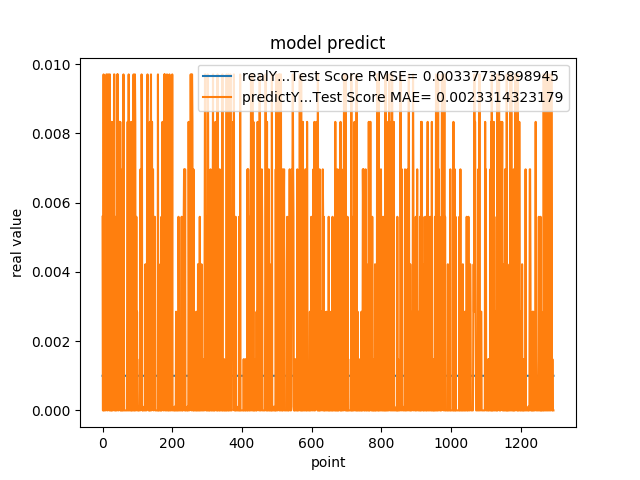 model predict
realY...Test Score RMSE= 0.00337735898945
predictY...Test Score MAE= 0.0023314323179
0.010
0.008
0.006
0.004
0.002
0.000
real value
0 200 400 600 800 1000 1200
point